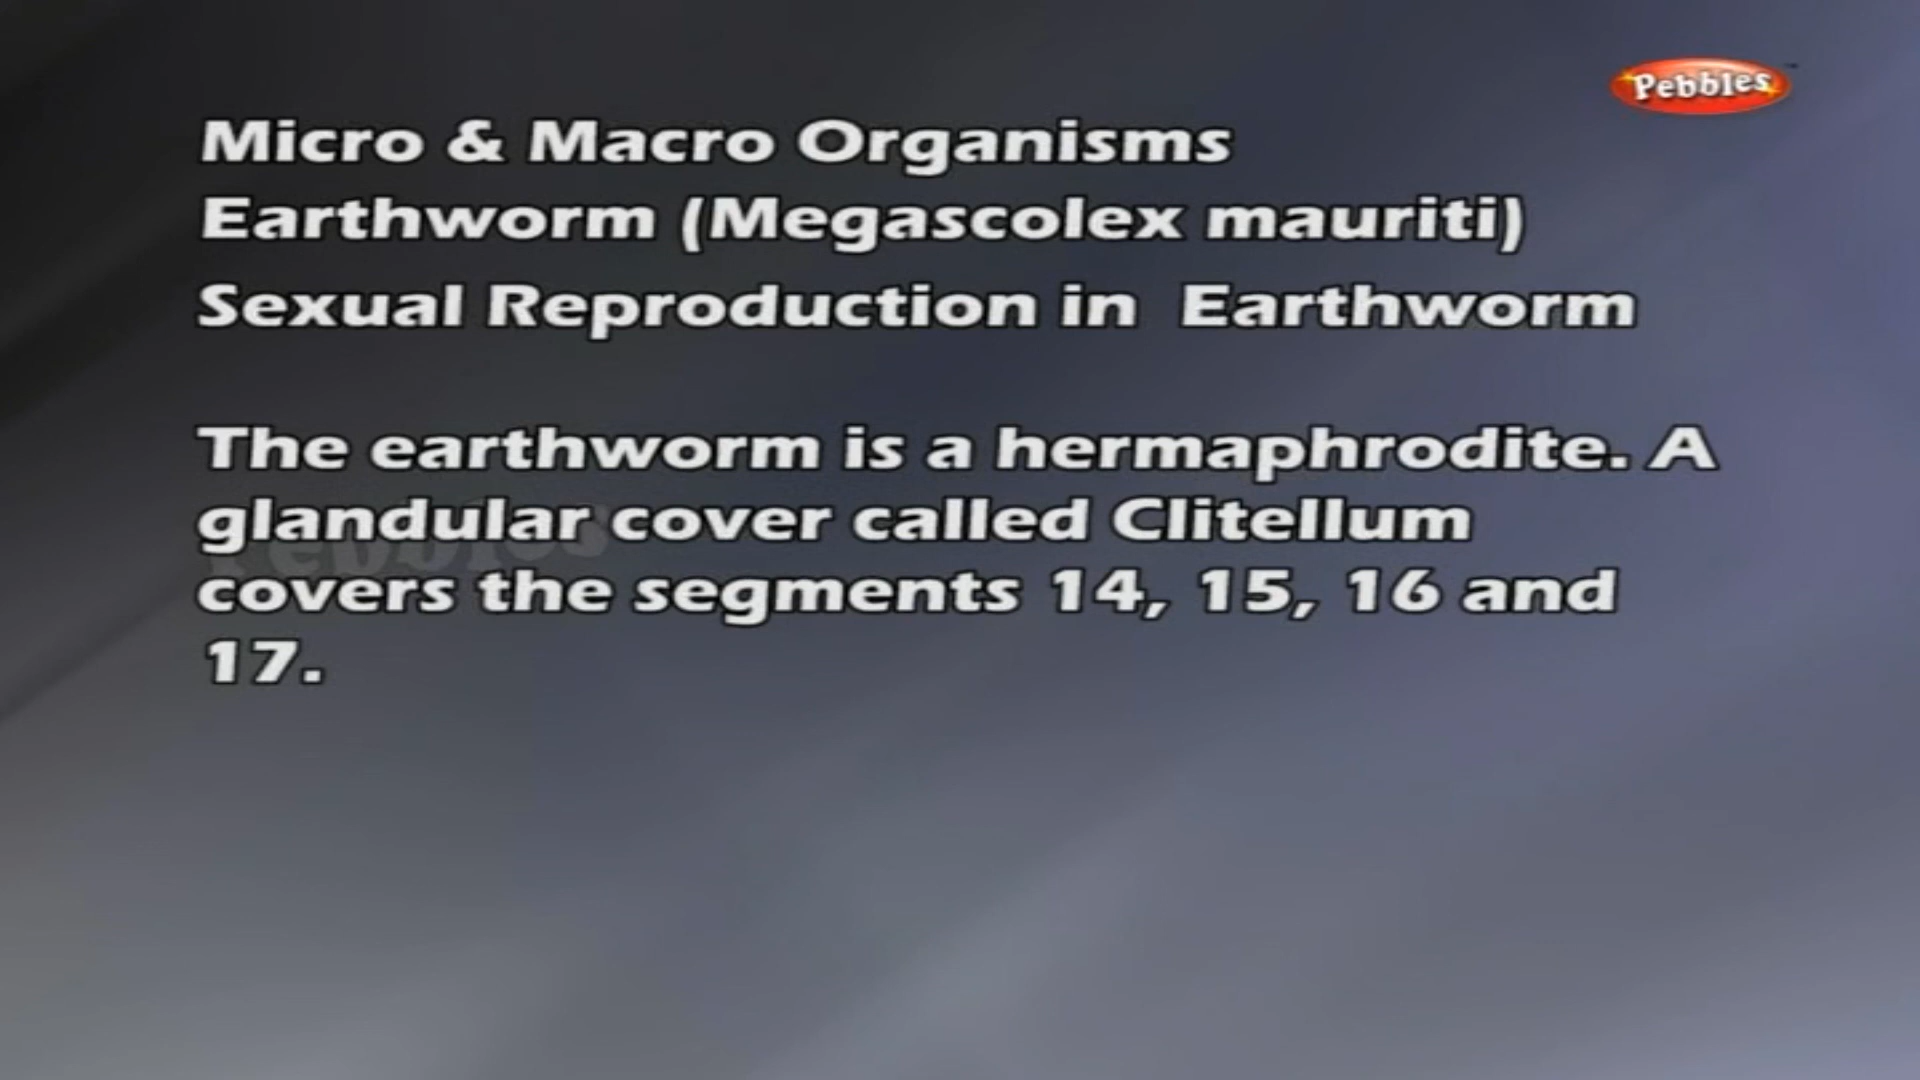 Pebbles
Micro & Macro Organisms
Earthworm (Megascolex mauriti)
Sexual Reproduction in Earthworm
The earthworm is a hermaphrodite. A
glandular cover called Clitellum
covers the segments 14, 15, 16 and
17.
Pebbles